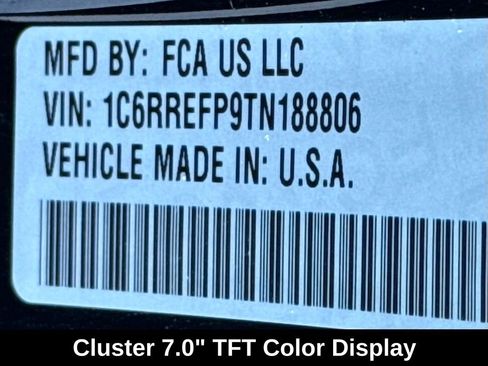 MFD BY: FCA US LLC
VIN: 1C6RREFP9TN188806
VEHICLE MADE IN: U.S.A.
Cluster 7.0" TFT Color Display